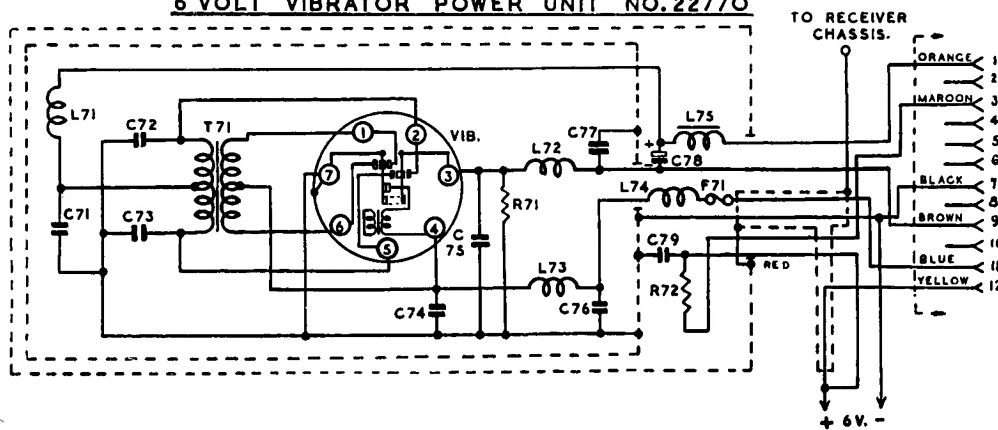 6 VOLT VIBRATOR POWER UNIT NO. 22770
TO RECEIVER
CHASSIS.
ORANGE 1
2
MAROON 3
4
5
6
BLACK 7
8
BROWN 9
10
BLUE 11
YELLOW 12
L71
C72
T71
1
2
VIB.
C77
+
C78
L75
7
3
L72
R71
L74
F71
C71
C73
6
4
5
C
75
C79
RED
L73
R72
C74
C76
+ 6V. -